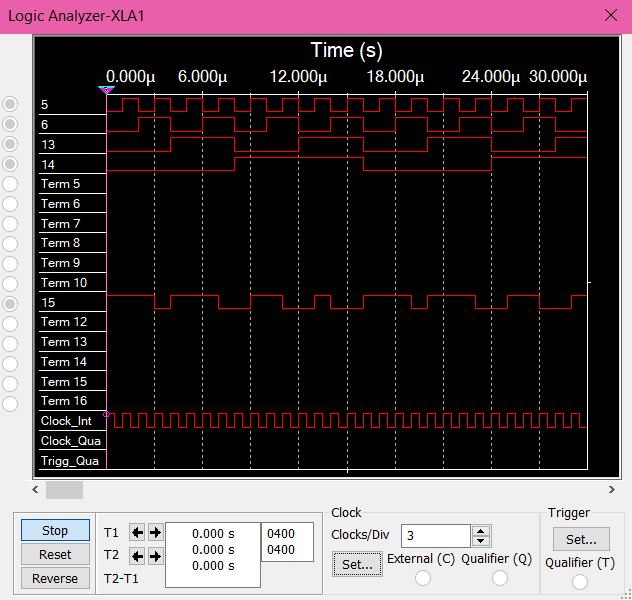 Logic Analyzer-XLA1
Time (s)
0.000µ 6.000µ 12.000µ 18.000µ 24.000µ 30.000µ
5
6
13
14
Term 5
Term 6
Term 7
Term 8
Term 9
Term 10
15
Term 12
Term 13
Term 14
Term 15
Term 16
Clock_Int
Clock_Qua
Trigg_Qua
Stop
Reset
Reverse
T1 0.000 s 0400
T2 0.000 s 0400
T2-T1 0.000 s
Clock
Clocks/Div 3
Set... External (C) Qualifier (Q)
Trigger
Set...
Qualifier (T)